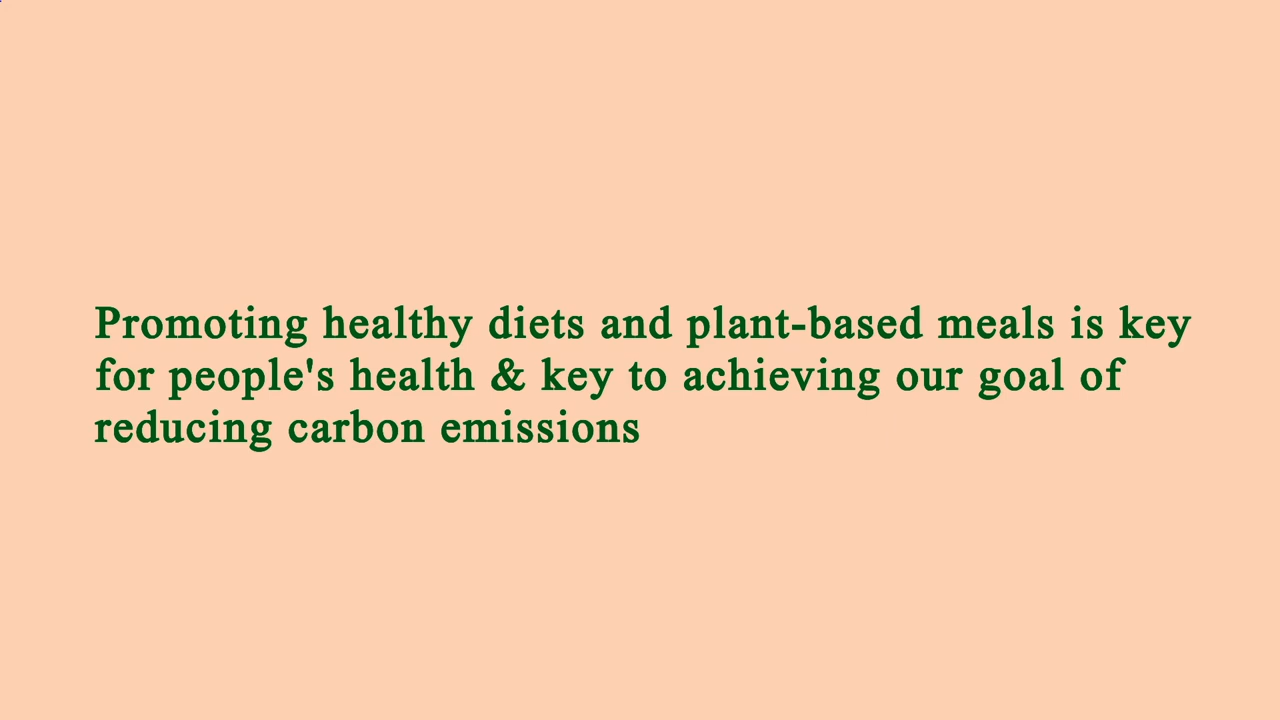 Promoting healthy diets and plant-based meals is key
for people's health & key to achieving our goal of
reducing carbon emissions